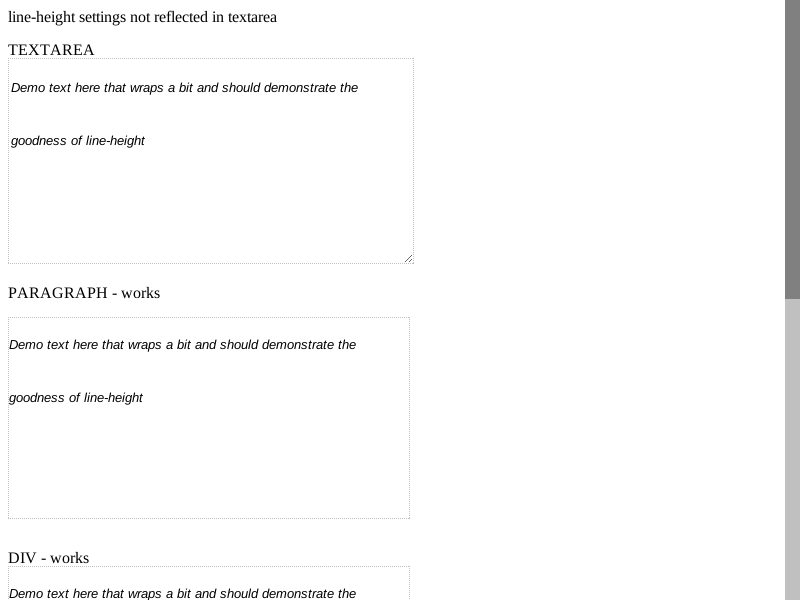 line-height settings not reflected in textarea
TEXTAREA
Demo text here that wraps a bit and should demonstrate the
goodness of line-height
PARAGRAPH - works
Demo text here that wraps a bit and should demonstrate the
goodness of line-height
DIV - works
Demo text here that wraps a bit and should demonstrate the